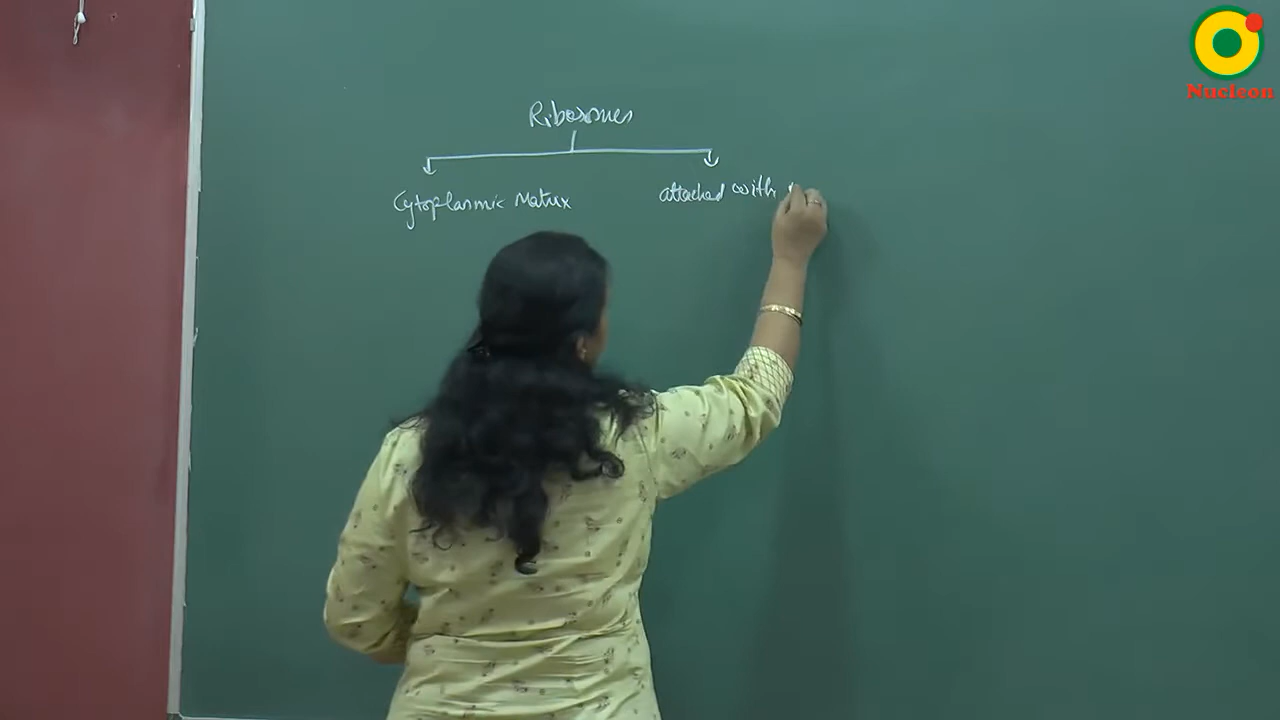 Nucleon
Ribosomes
Cytoplasmic Matrix
attached with